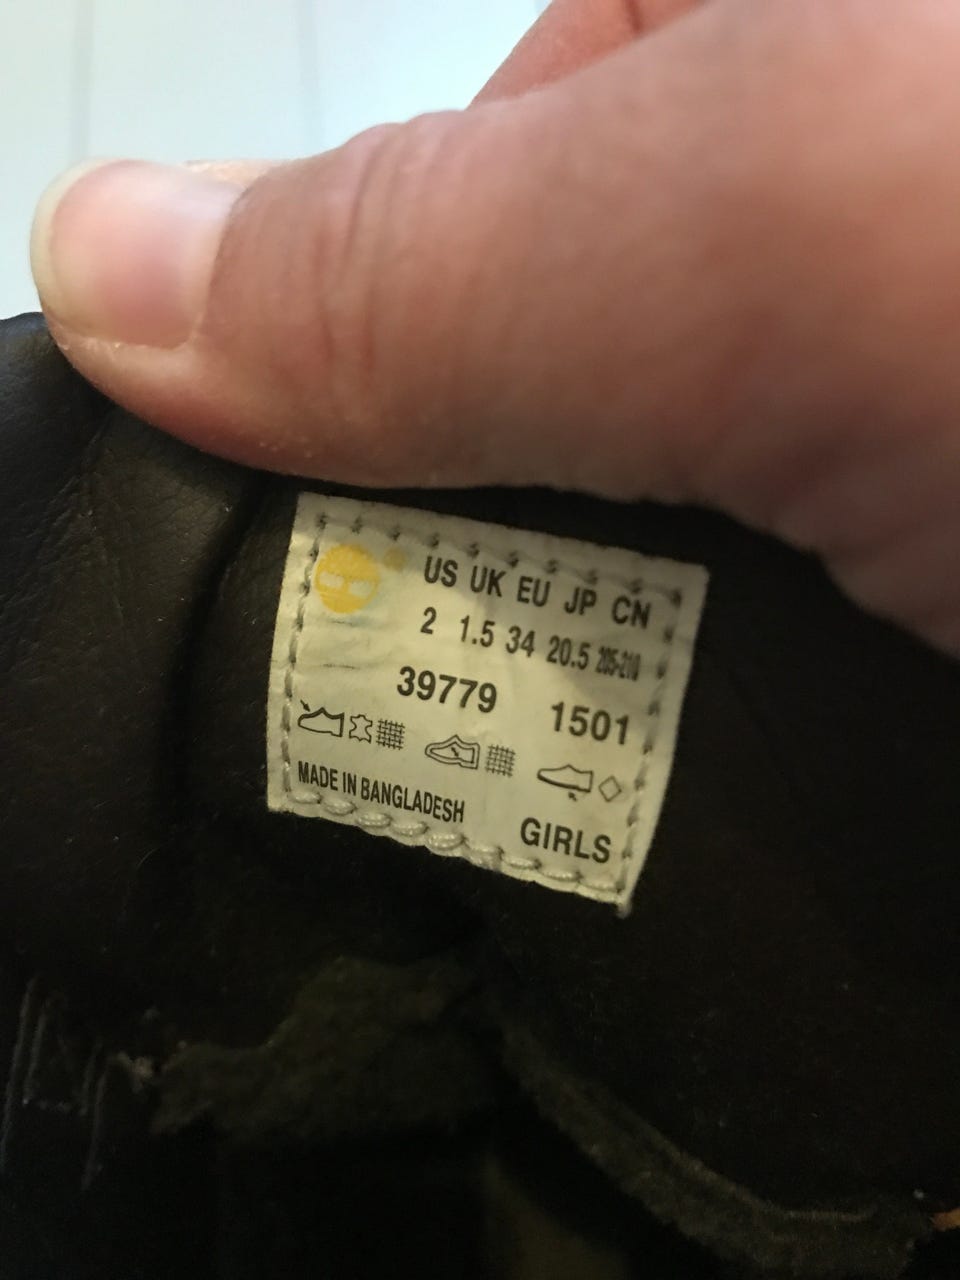 US UK EU JP CN
2 1.5 34 20.5 205-210
39779 1501
MADE IN BANGLADESH
GIRLS